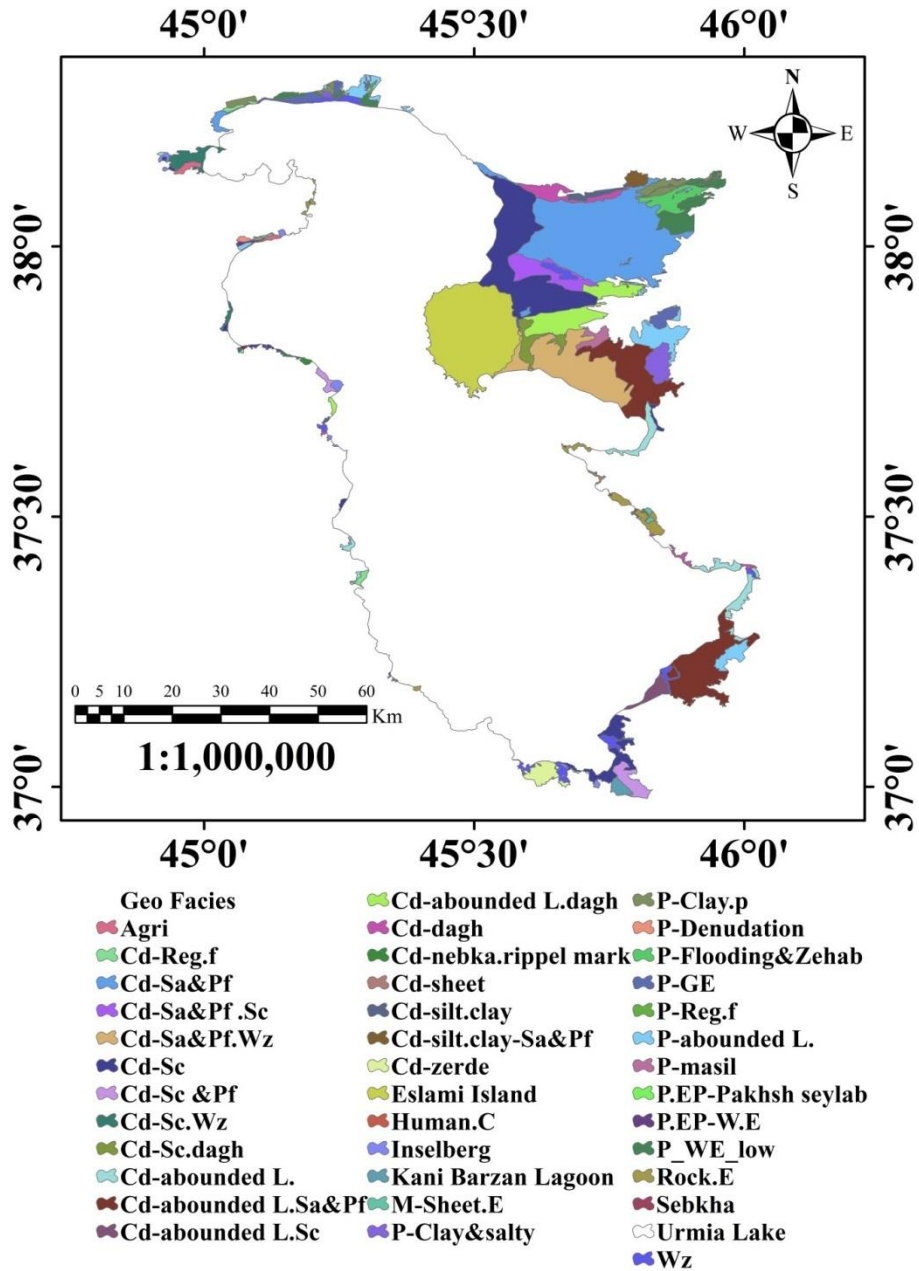 45°0' 45°30' 46°0'
N
W E
S
38°0' 38°0'
37°30' 37°30'
0 5 10 20 30 40 50 60
Km
1:1,000,000
37°0' 37°0'
45°0' 45°30' 46°0'
Geo Facies
Agri
Cd-Reg.f
Cd-Sa&Pf
Cd-Sa&Pf .Sc
Cd-Sa&Pf.Wz
Cd-Sc
Cd-Sc &Pf
Cd-Sc.Wz
Cd-Sc.dagh
Cd-abounded L.
Cd-abounded L.Sa&Pf
Cd-abounded L.Sc
Cd-abounded L.dagh
Cd-dagh
Cd-nebka.rippel mark
Cd-sheet
Cd-silt.clay
Cd-silt.clay-Sa&Pf
Cd-zerde
Eslami Island
Human.C
Inselberg
Kani Barzan Lagoon
M-Sheet.E
P-Clay&salty
P-Clay.p
P-Denudation
P-Flooding&Zehab
P-GE
P-Reg.f
P-abounded L.
P-masil
P.EP-Pakhsh seylab
P.EP-W.E
P_WE_low
Rock.E
Sebkha
Urmia Lake
Wz